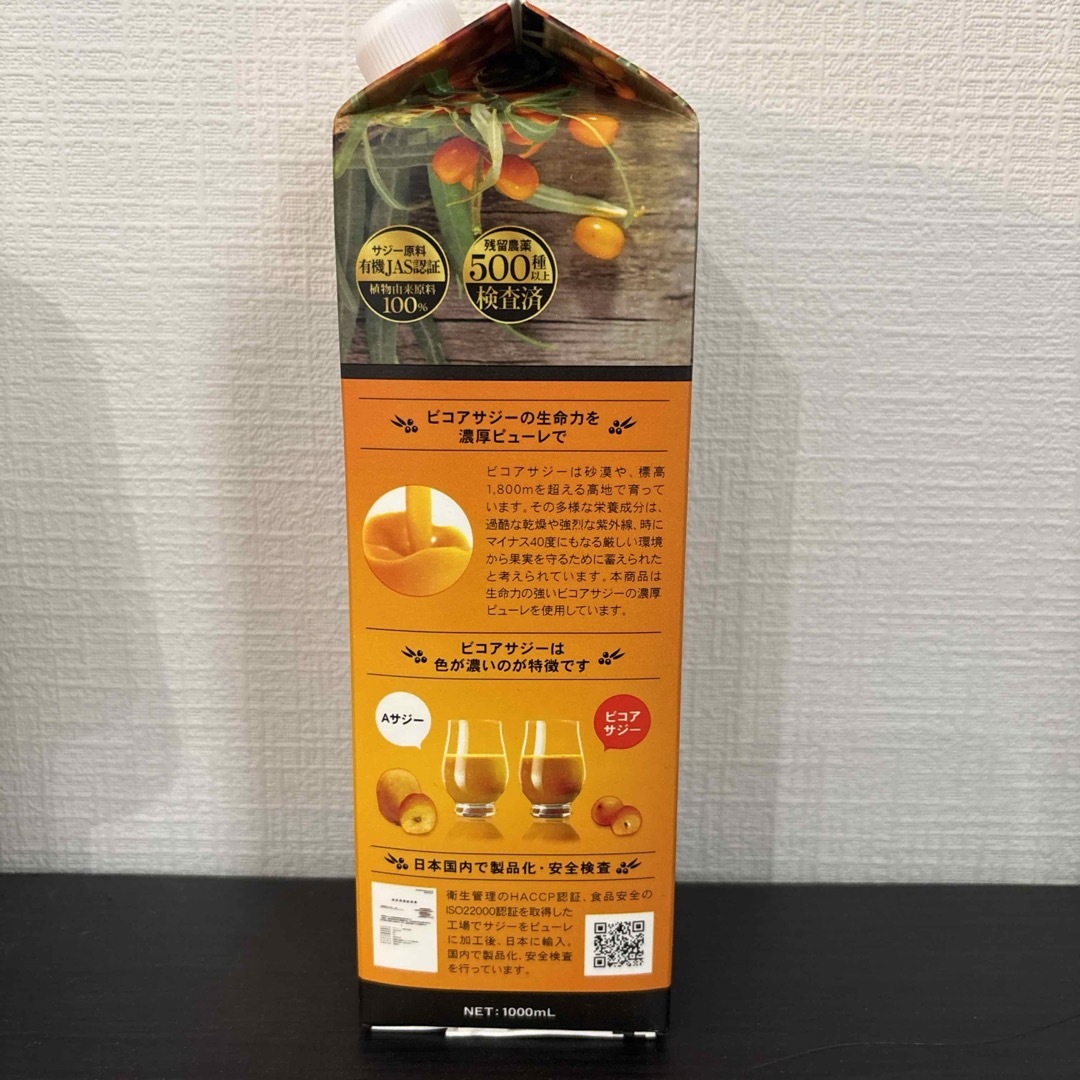 サジー原料
有機JAS認証
植物由来原料
100%
残留農薬
500種以上
検査済
ビコアサジーの生命力を
濃厚ピューレで
ビコアサジーは砂漠や、標高
1,800mを超える高地で育って
います。その多様な栄養成分は、
過酷な乾燥や強烈な紫外線、時に
マイナス40度にもなる厳しい環境
から果実を守るために蓄えられた
と考えられています。本商品は
生命力の強いビコアサジーの濃厚
ピューレを使用しています。
ビコアサジーは
色が濃いのが特徴です
Aサジー
ビコア
サジー
日本国内で製品化・安全検査
衛生管理のHACCP認証、食品安全の
ISO22000認証を取得した
工場でサジーをピューレ
に加工後、日本に輸入。
国内で製品化、安全検査
を行っています。
NET: 1000mL